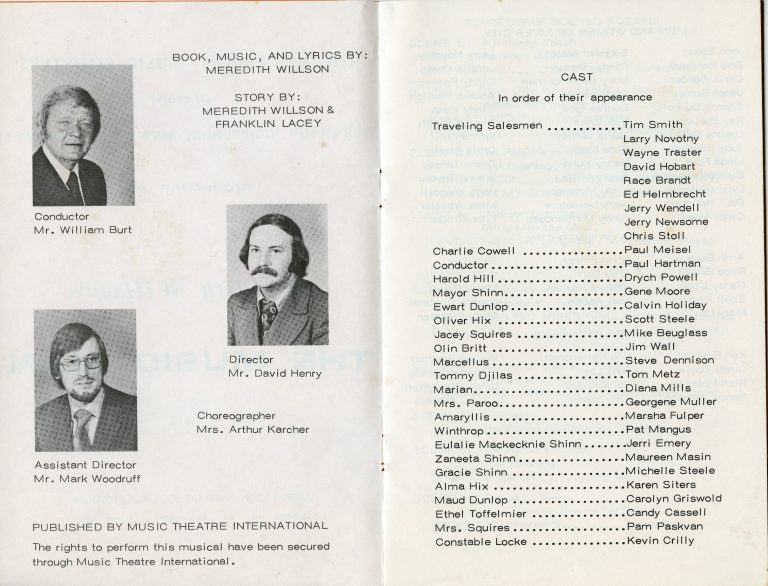 BOOK, MUSIC, AND LYRICS BY:
MEREDITH WILLSON
STORY BY:
MEREDITH WILLSON &
FRANKLIN LACEY
Conductor
Mr. William Burt
Director
Mr. David Henry
Choreographer
Mrs. Arthur Karcher
Assistant Director
Mr. Mark Woodruff
PUBLISHED BY MUSIC THEATRE INTERNATIONAL
The rights to perform this musical have been secured
through Music Theatre International.
CAST
In order of their appearance
Traveling Salesmen ........... Tim Smith
Larry Novotny
Wayne Traster
David Hobart
Race Brandt
Ed Helmbrecht
Jerry Wendell
Jerry Newsome
Chris Stoll
Charlie Cowell ............... Paul Meisel
Conductor .................... Paul Hartman
Harold Hill .................. Drych Powell
Mayor Shinn .................. Gene Moore
Ewart Dunlop ................. Calvin Holiday
Oliver Hix ................... Scott Steele
Jacey Squires ................ Mike Beuglass
Olin Britt ................... Jim Wall
Marcellus .................... Steve Dennison
Tommy Djilas ................. Tom Metz
Marian ....................... Diana Mills
Mrs. Paroo ................... Georgene Muller
Amaryllis .................... Marsha Fulper
Winthrop ..................... Pat Mangus
Eulalie Mackecknie Shinn ...... Jerri Emery
Zaneeta Shinn ................ Maureen Masin
Gracie Shinn ................. Michelle Steele
Alma Hix ..................... Karen Siters
Maud Dunlop .................. Carolyn Griswold
Ethel Toffelmier ............. Candy Cassell
Mrs. Squires ................. Pam Paskvan
Constable Locke .............. Kevin Crilly